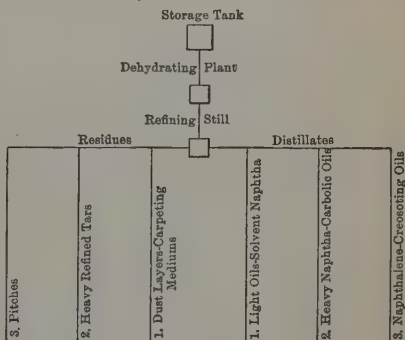 Storage Tank
Dehydrating Plant
Refining Still
Residues
Distillates
3. Pitches
2. Heavy Refined Tars
1. Dust Layers-Carpeting
Mediums
1. Light Oils-Solvent Naphtha
2. Heavy Naphtha-Carbolic Oils
3. Naphthalene-Creosoting Oils